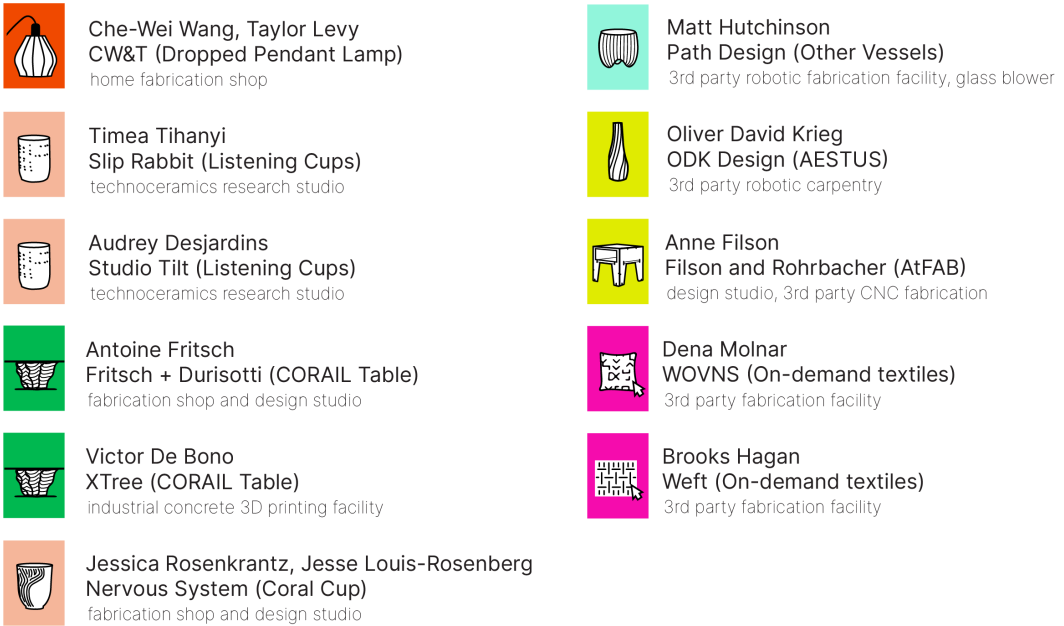 Che-Wei Wang, Taylor Levy
CW&T (Dropped Pendant Lamp)
home fabrication shop
Timea Tihanyi
Slip Rabbit (Listening Cups)
technoceramics research studio
Audrey Desjardins
Studio Tilt (Listening Cups)
technoceramics research studio
Antoine Fritsch
Fritsch + Durisotti (CORAIL Table)
fabrication shop and design studio
Victor De Bono
XTree (CORAIL Table)
industrial concrete 3D printing facility
Jessica Rosenkrantz, Jesse Louis-Rosenberg
Nervous System (Coral Cup)
fabrication shop and design studio
Matt Hutchinson
Path Design (Other Vessels)
3rd party robotic fabrication facility, glass blower
Oliver David Krieg
ODK Design (AESTUS)
3rd party robotic carpentry
Anne Filson
Filson and Rohrbacher (AtFAB)
design studio, 3rd party CNC fabrication
Dena Molnar
WOVNS (On-demand textiles)
3rd party fabrication facility
Brooks Hagan
Weft (On-demand textiles)
3rd party fabrication facility